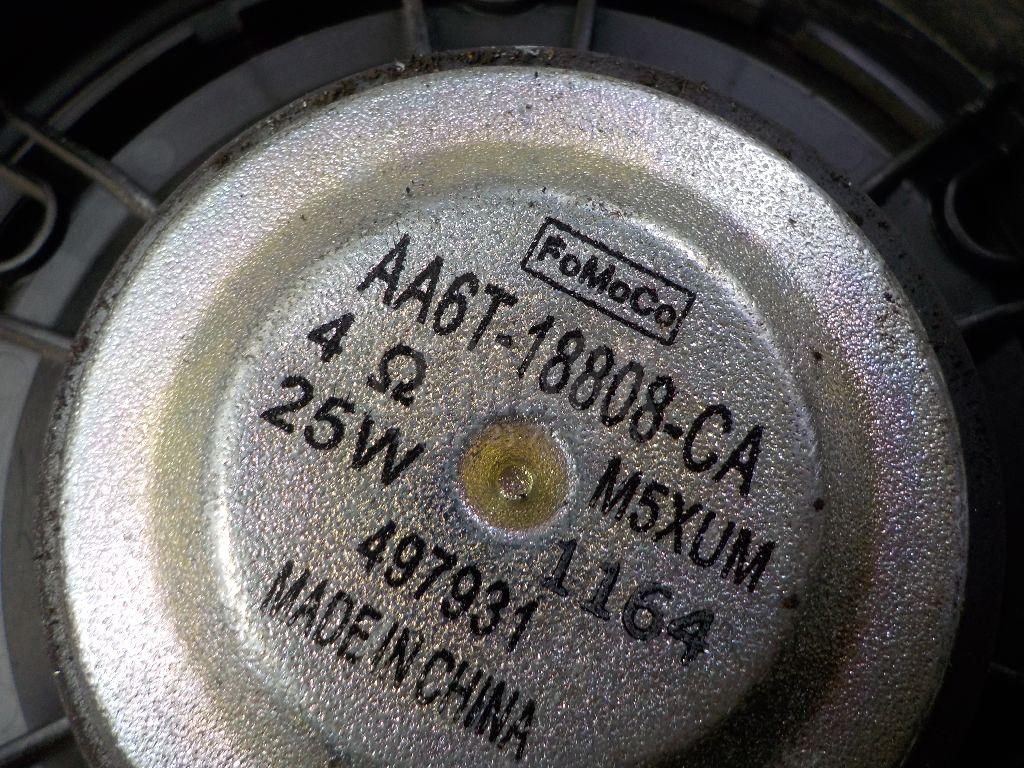 FoMoCo
AA6T-18808-CA
4 Ω
M5XUM
25W
1164
497931
MADE IN CHINA